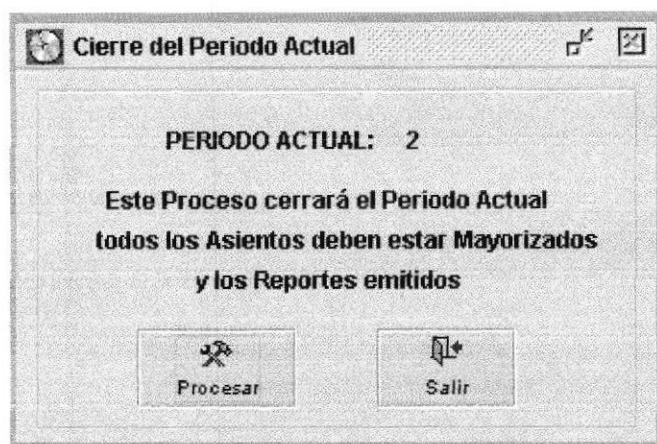 Cierre del Periodo Actual
PERIODO ACTUAL: 2
Este Proceso cerrará el Periodo Actual
todos los Asientos deben estar Mayorizados
y los Reportes emitidos
Procesar Salir